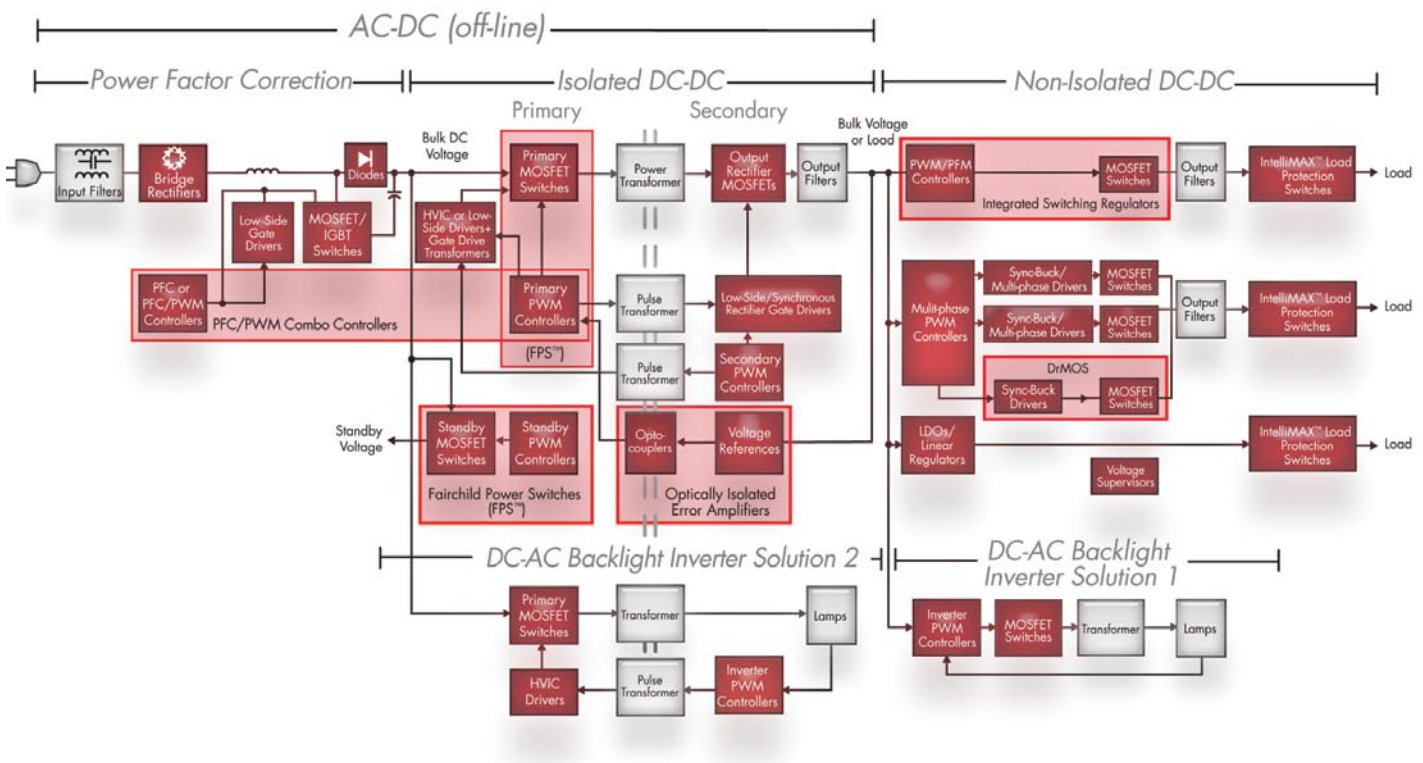 AC-DC (off-line)
Power Factor Correction
Isolated DC-DC
Non-Isolated DC-DC
Primary
Secondary
Input Filters
Bridge
Rectifiers
Diodes
Low-Side
Gate
Drivers
MOSFET/
IGBT
Switches
PFC or
PFC/PWM
Controllers
PFC/PWM Combo Controllers
Bulk DC
Voltage
Primary
MOSFET
Switches
HVIC or Low-
Side Drivers+
Gate Drive
Transformers
Primary
PWM
Controllers
(FPS™)
Power
Transformer
Output
Rectifier
MOSFETs
Output
Filters
Pulse
Transformer
Low-Side/Synchronous
Rectifier Gate Drivers
Pulse
Transformer
Secondary
PWM
Controllers
Standby
Voltage
Standby
MOSFET
Switches
Standby
PWM
Controllers
Fairchild Power Switches
(FPS™)
Opto-
couplers
Voltage
References
Optically Isolated
Error Amplifiers
Bulk Voltage
or Load
PWM/PFM
Controllers
MOSFET
Switches
Integrated Switching Regulators
Output
Filters
IntelliMAX™ Load
Protection
Switches
Load
Mulit-phase
PWM
Controllers
Sync-Buck/
Multi-phase Drivers
MOSFET
Switches
Sync-Buck/
Multi-phase Drivers
MOSFET
Switches
Output
Filters
IntelliMAX™ Load
Protection
Switches
Load
DrMOS
Sync-Buck
Drivers
MOSFET
Switches
LDOs/
Linear
Regulators
IntelliMAX™ Load
Protection
Switches
Load
Voltage
Supervisors
DC-AC Backlight Inverter Solution 2
Primary
MOSFET
Switches
Transformer
Lamps
HVIC
Drivers
Pulse
Transformer
Inverter
PWM
Controllers
DC-AC Backlight
Inverter Solution 1
Inverter
PWM
Controllers
MOSFET
Switches
Transformer
Lamps